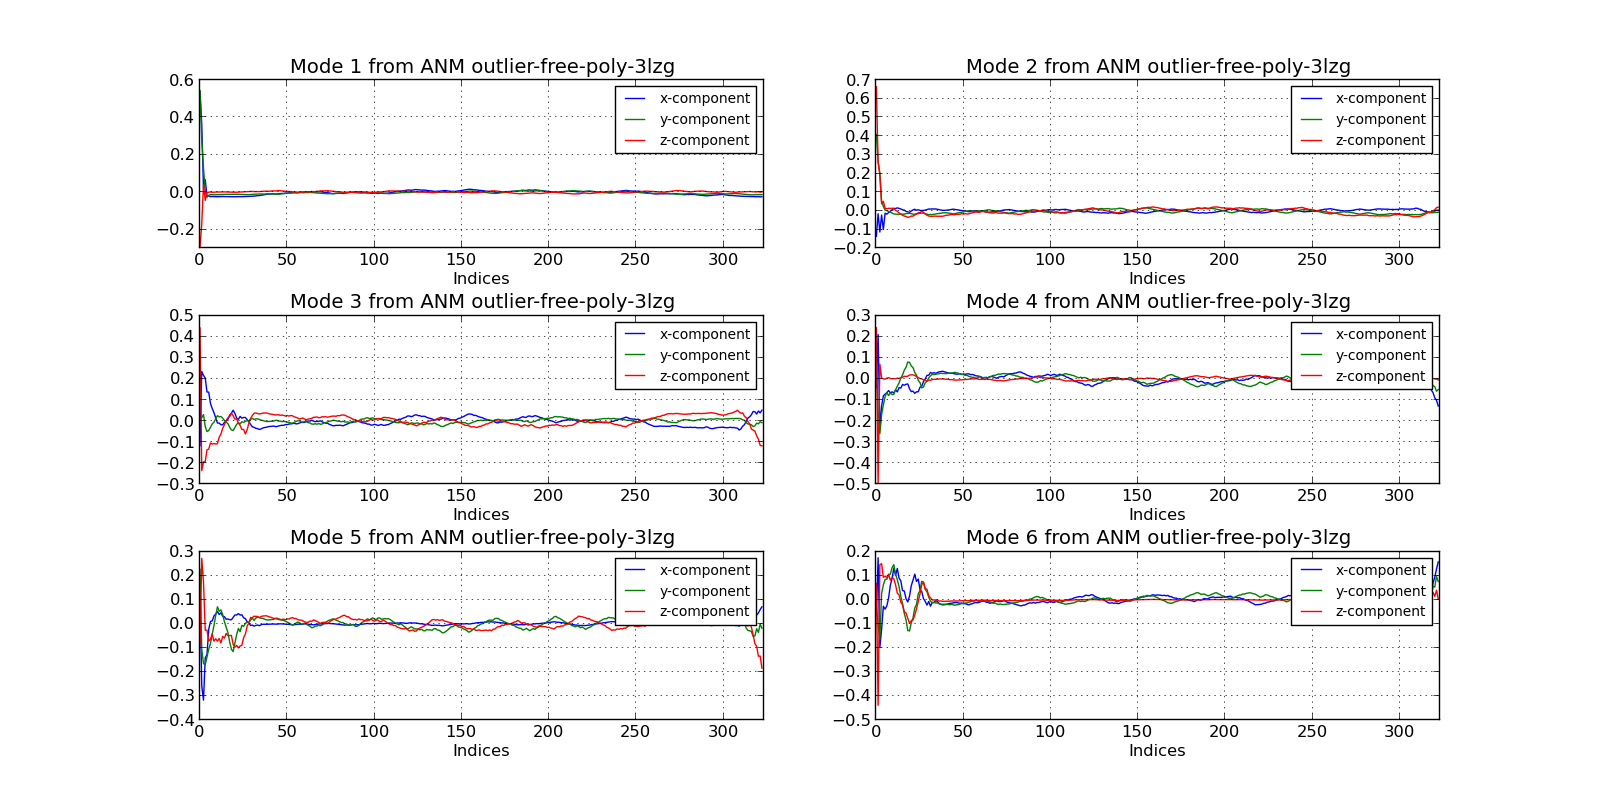 Mode 1 from ANM outlier-free-poly-3lzg
0.6
0.4
0.2
0.0
−0.2
x-component
y-component
z-component
0 50 100 150 200 250 300
Indices
Mode 2 from ANM outlier-free-poly-3lzg
0.7
0.6
0.5
0.4
0.3
0.2
0.1
0.0
−0.1
−0.2
x-component
y-component
z-component
0 50 100 150 200 250 300
Indices
Mode 3 from ANM outlier-free-poly-3lzg
0.5
0.4
0.3
0.2
0.1
0.0
−0.1
−0.2
−0.3
x-component
y-component
z-component
0 50 100 150 200 250 300
Indices
Mode 4 from ANM outlier-free-poly-3lzg
0.3
0.2
0.1
0.0
−0.1
−0.2
−0.3
−0.4
−0.5
x-component
y-component
z-component
0 50 100 150 200 250 300
Indices
Mode 5 from ANM outlier-free-poly-3lzg
0.3
0.2
0.1
0.0
−0.1
−0.2
−0.3
−0.4
x-component
y-component
z-component
0 50 100 150 200 250 300
Indices
Mode 6 from ANM outlier-free-poly-3lzg
0.2
0.1
0.0
−0.1
−0.2
−0.3
−0.4
−0.5
x-component
y-component
z-component
0 50 100 150 200 250 300
Indices